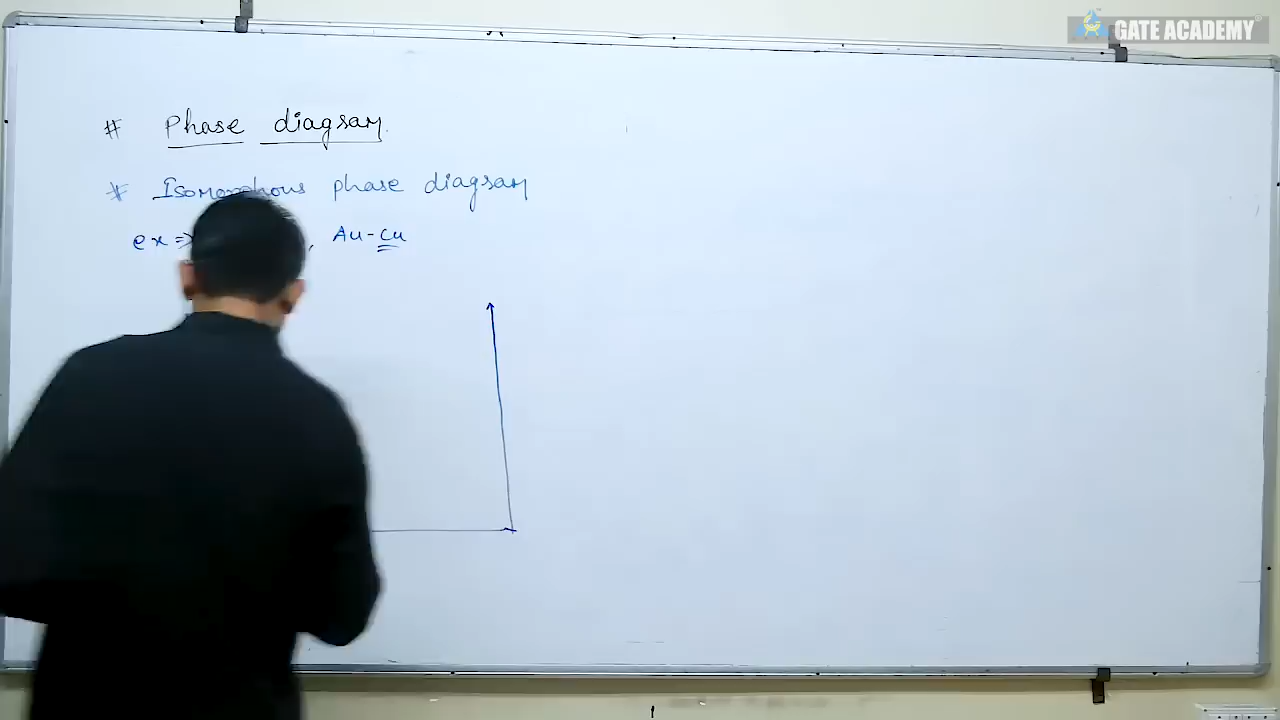 GATE ACADEMY
# Phase diagram.
* Isomorphous phase diagram
ex ⇒ , Au-Cu